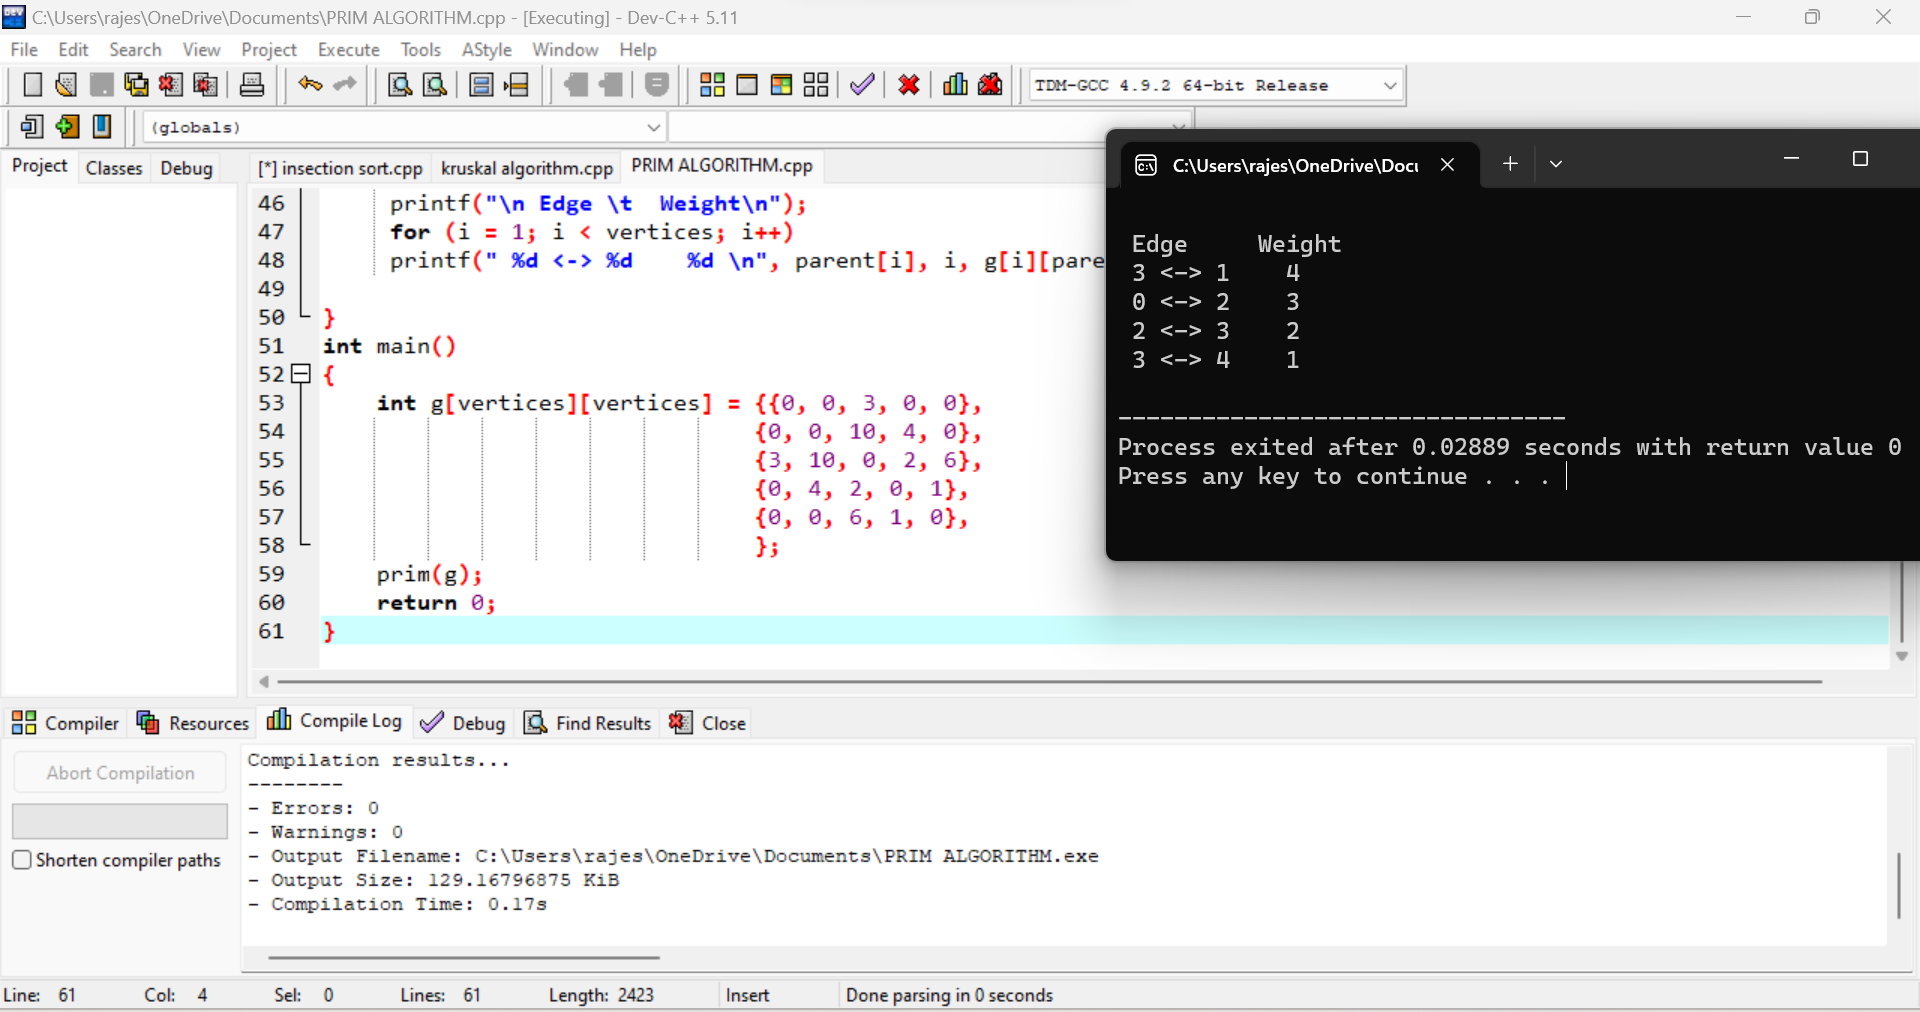 C:\Users\rajes\OneDrive\Documents\PRIM ALGORITHM.cpp - [Executing] - Dev-C++ 5.11
File Edit Search View Project Execute Tools AStyle Window Help
TDM-GCC 4.9.2 64-bit Release
(globals)
Project Classes Debug
[*] insection sort.cpp kruskal algorithm.cpp PRIM ALGORITHM.cpp
46 printf("\n Edge \t  Weight\n");
47 for (i = 1; i < vertices; i++)
48 printf(" %d <-> %d    %d \n", parent[i], i, g[i][pare
49
50 }
51 int main()
52 {
53 int g[vertices][vertices] = {{0, 0, 3, 0, 0},
54 {0, 0, 10, 4, 0},
55 {3, 10, 0, 2, 6},
56 {0, 4, 2, 0, 1},
57 {0, 0, 6, 1, 0},
58 };
59 prim(g);
60 return 0;
61 }
C:\Users\rajes\OneDrive\Docu
Edge Weight
3 <-> 1 4
0 <-> 2 3
2 <-> 3 2
3 <-> 4 1
--------------------------------
Process exited after 0.02889 seconds with return value 0
Press any key to continue . . .
Compiler Resources Compile Log Debug Find Results Close
Abort Compilation
Shorten compiler paths
Compilation results...
--------
- Errors: 0
- Warnings: 0
- Output Filename: C:\Users\rajes\OneDrive\Documents\PRIM ALGORITHM.exe
- Output Size: 129.16796875 KiB
- Compilation Time: 0.17s
Line: 61 Col: 4 Sel: 0 Lines: 61 Length: 2423 Insert Done parsing in 0 seconds